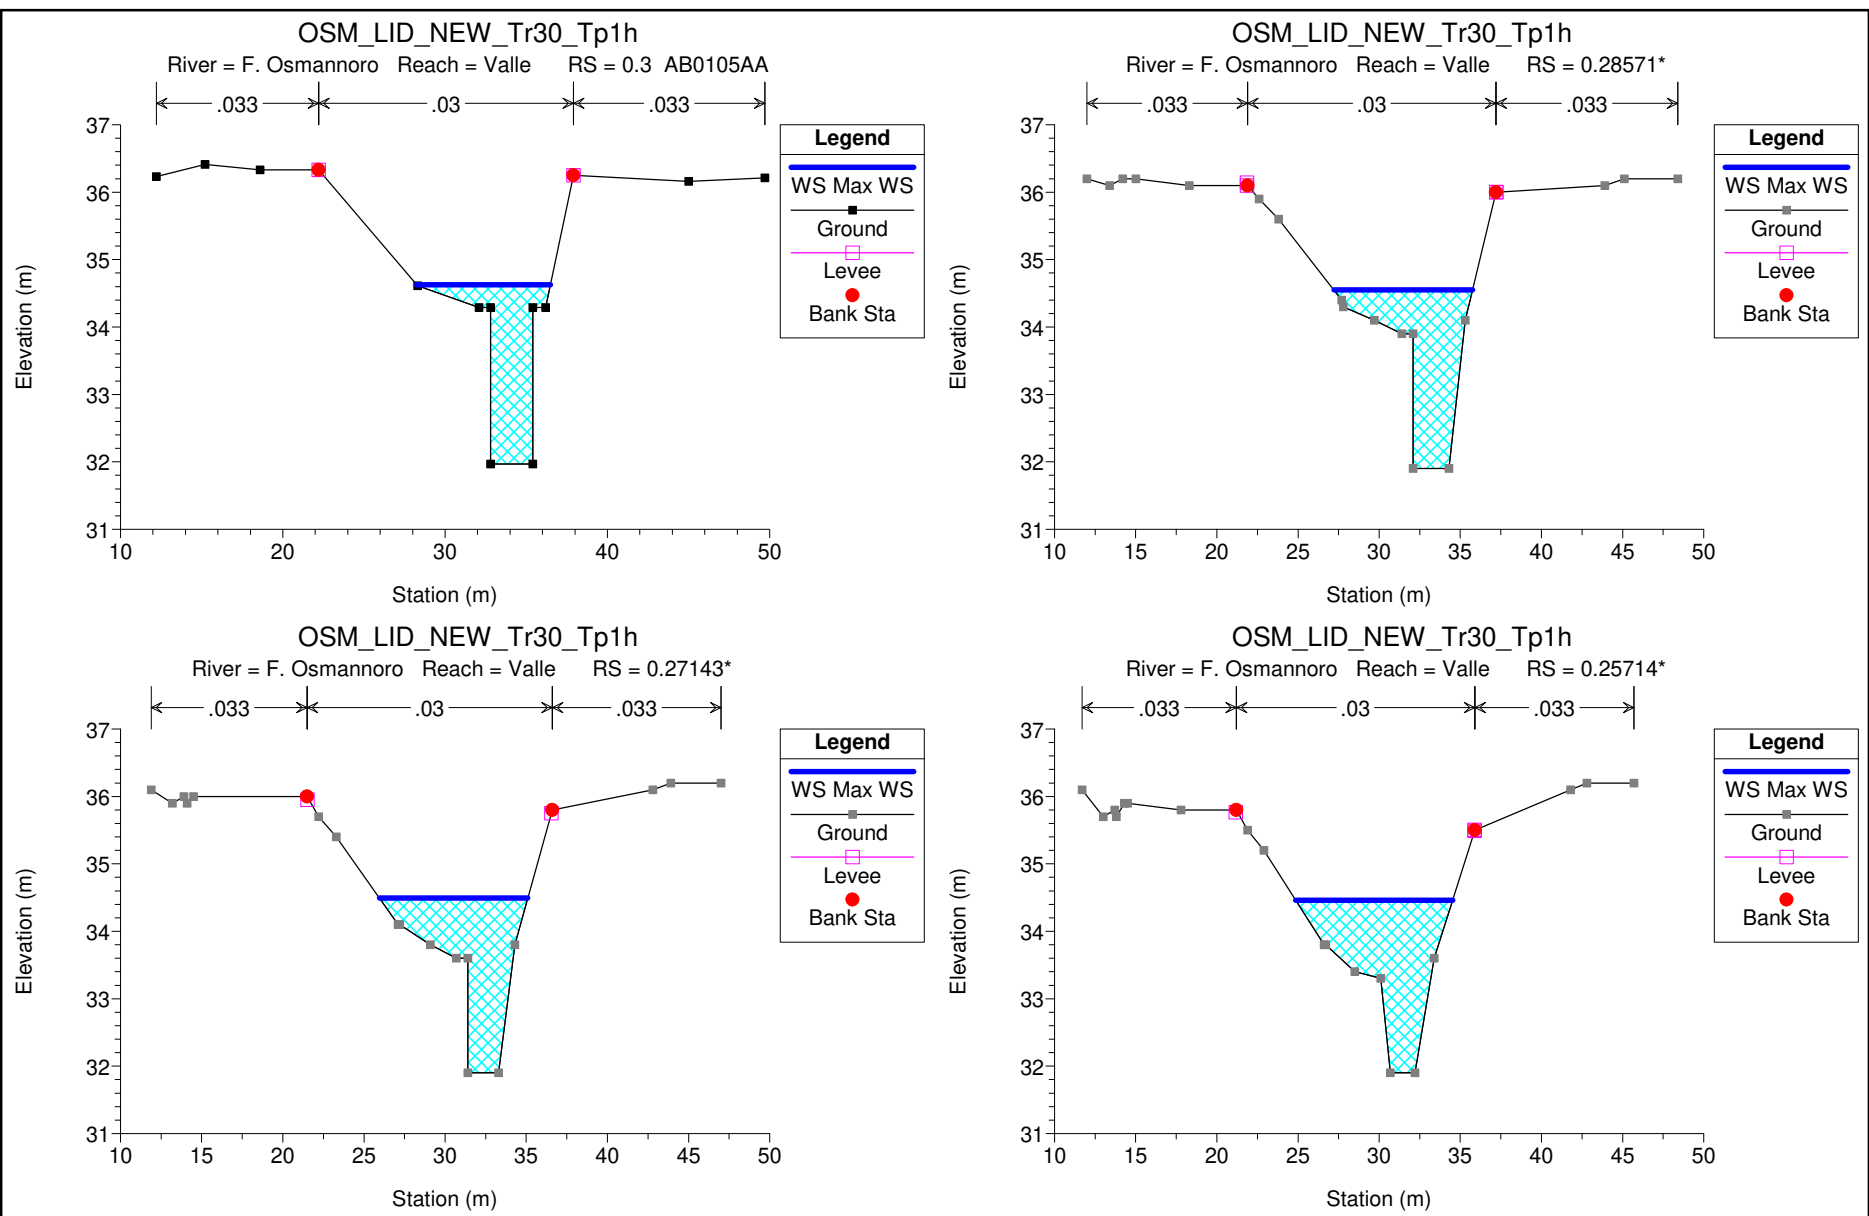 OSM_LID_NEW_Tr30_Tp1h
River = F. Osmannoro Reach = Valle RS = 0.3 AB0105AA
.033 .03 .033
37
36
35
34
33
32
31
Elevation (m)
10 20 30 40 50
Station (m)
Legend
WS Max WS
Ground
Levee
Bank Sta
OSM_LID_NEW_Tr30_Tp1h
River = F. Osmannoro Reach = Valle RS = 0.28571*
.033 .03 .033
37
36
35
34
33
32
31
Elevation (m)
10 15 20 25 30 35 40 45 50
Station (m)
Legend
WS Max WS
Ground
Levee
Bank Sta
OSM_LID_NEW_Tr30_Tp1h
River = F. Osmannoro Reach = Valle RS = 0.27143*
.033 .03 .033
37
36
35
34
33
32
31
Elevation (m)
10 15 20 25 30 35 40 45 50
Station (m)
Legend
WS Max WS
Ground
Levee
Bank Sta
OSM_LID_NEW_Tr30_Tp1h
River = F. Osmannoro Reach = Valle RS = 0.25714*
.033 .03 .033
37
36
35
34
33
32
31
Elevation (m)
10 15 20 25 30 35 40 45 50
Station (m)
Legend
WS Max WS
Ground
Levee
Bank Sta